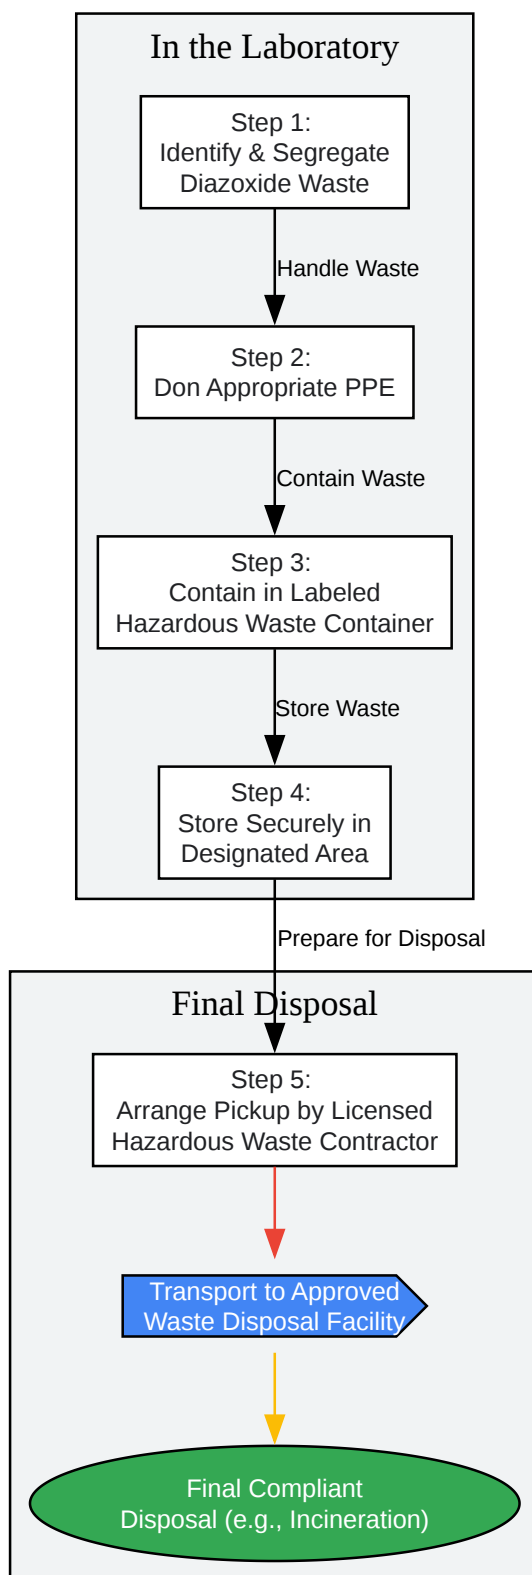 In the Laboratory
Step 1:
Identify & Segregate
Diazoxide Waste
Handle Waste
Step 2:
Don Appropriate PPE
Contain Waste
Step 3:
Contain in Labeled
Hazardous Waste Container
Store Waste
Step 4:
Store Securely in
Designated Area
Prepare for Disposal
Final Disposal
Step 5:
Arrange Pickup by Licensed
Hazardous Waste Contractor
Transport to Approved
Waste Disposal Facility
Final Compliant
Disposal (e.g., Incineration)